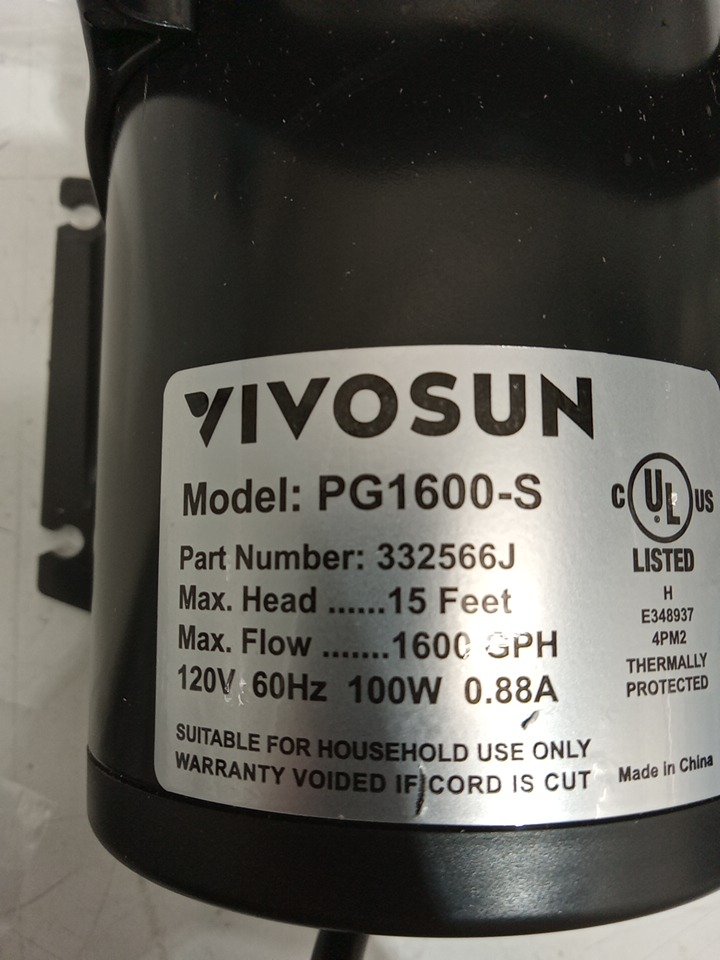 VIVOSUN
Model: PG1600-S
Part Number: 332566J
Max. Head ......15 Feet
Max. Flow .......1600 GPH
120V 60Hz 100W 0.88A
SUITABLE FOR HOUSEHOLD USE ONLY
WARRANTY VOIDED IF CORD IS CUT
C UL US
LISTED
H
E348937
4PM2
THERMALLY
PROTECTED
Made in China